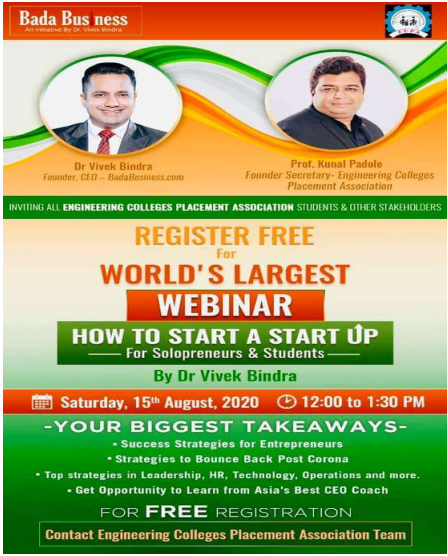 Bada Business
An Initiative By Dr. Vivek Bindra
Dr Vivek Bindra
Founder, CEO – BadaBusiness.com
Prof. Kunal Padole
Founder Secretary- Engineering Colleges
Placement Association
INVITING ALL ENGINEERING COLLEGES PLACEMENT ASSOCIATION STUDENTS & OTHER STAKEHOLDERS
REGISTER FREE
For
WORLD'S LARGEST
WEBINAR
HOW TO START A START UP
For Solopreneurs & Students
By Dr Vivek Bindra
Saturday, 15th August, 2020 12:00 to 1:30 PM
-YOUR BIGGEST TAKEAWAYS-
• Success Strategies for Entrepreneurs
• Strategies to Bounce Back Post Corona
• Top strategies in Leadership, HR, Technology, Operations and more.
• Get Opportunity to Learn from Asia's Best CEO Coach
FOR FREE REGISTRATION
Contact Engineering Colleges Placement Association Team